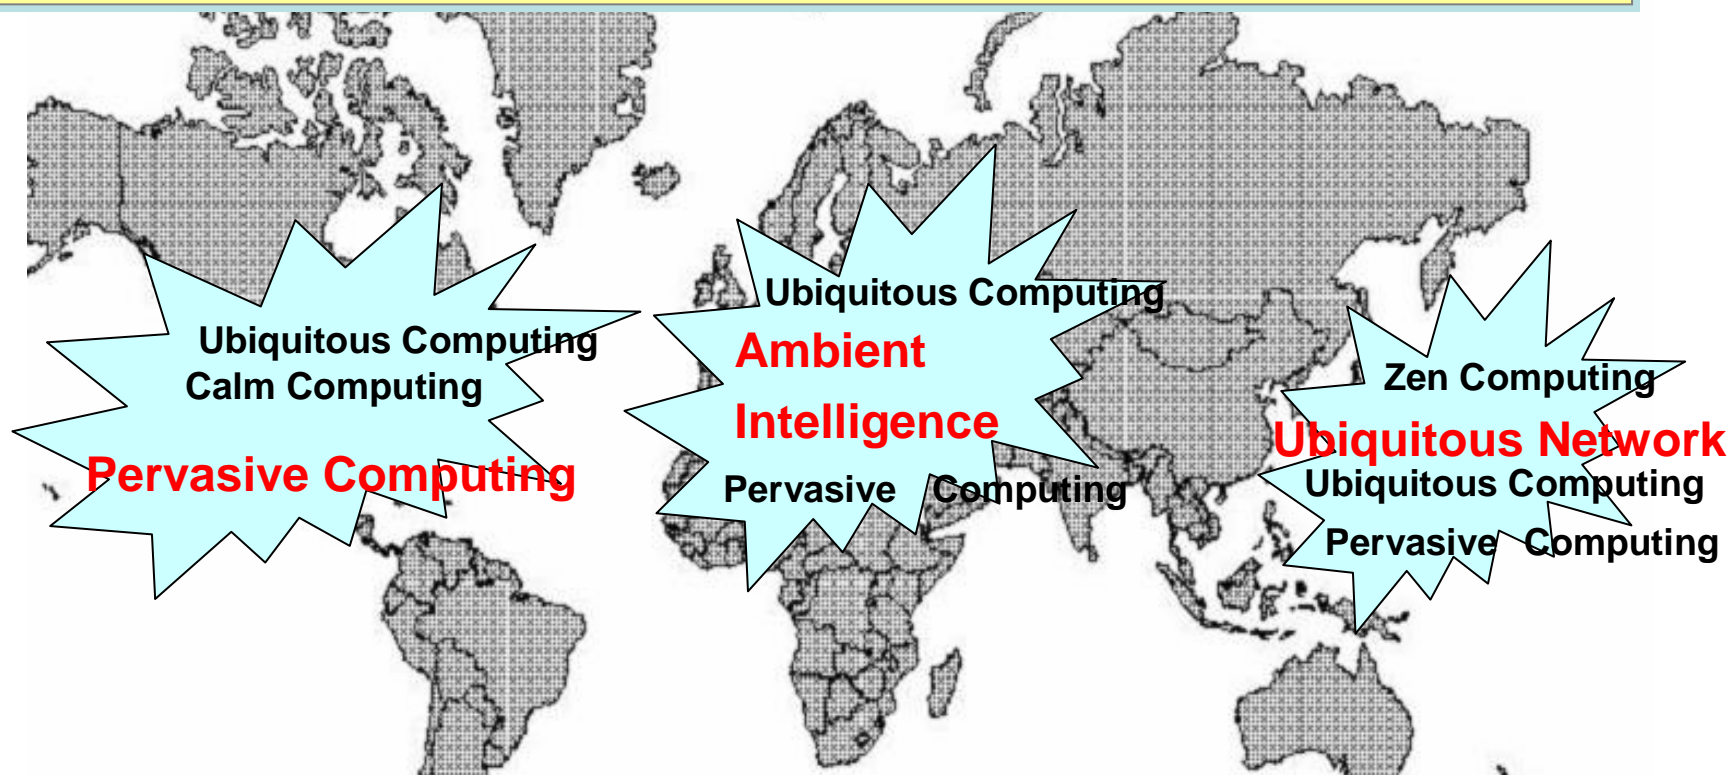 Ubiquitous Computing
Calm Computing
Pervasive Computing
Ubiquitous Computing
Ambient
Intelligence
Pervasive Computing
Zen Computing
Ubiquitous Network
Ubiquitous Computing
Pervasive Computing